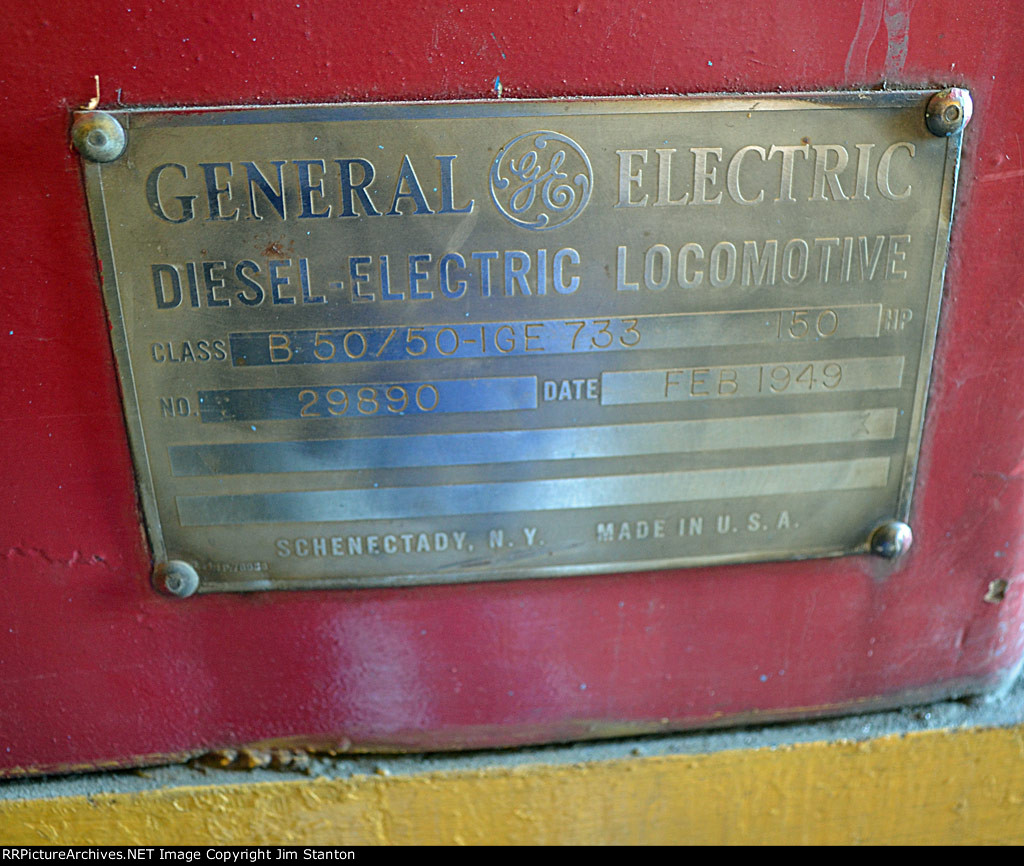 GENERAL GE ELECTRIC
DIESEL-ELECTRIC LOCOMOTIVE
CLASS B-50/50-1GE 733 150 HP
NO. 29890 DATE FEB 1949
SCHENECTADY, N. Y. MADE IN U. S. A.
RRPictureArchives.NET Image Copyright Jim Stanton